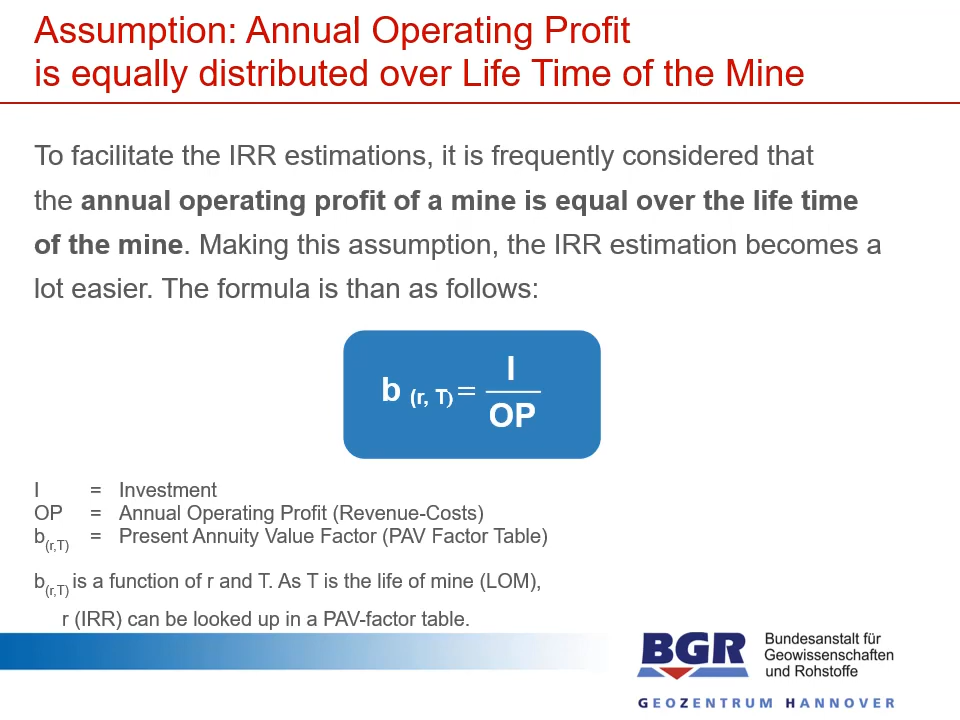 Assumption: Annual Operating Profit
is equally distributed over Life Time of the Mine
To facilitate the IRR estimations, it is frequently considered that
the annual operating profit of a mine is equal over the life time
of the mine. Making this assumption, the IRR estimation becomes a
lot easier. The formula is than as follows:
b (r, T) = I / OP
I = Investment
OP = Annual Operating Profit (Revenue-Costs)
b(r,T) = Present Annuity Value Factor (PAV Factor Table)
b(r,T) is a function of r and T. As T is the life of mine (LOM),
r (IRR) can be looked up in a PAV-factor table.
BGR
Bundesanstalt für
Geowissenschaften
und Rohstoffe
GEOZENTRUM HANNOVER